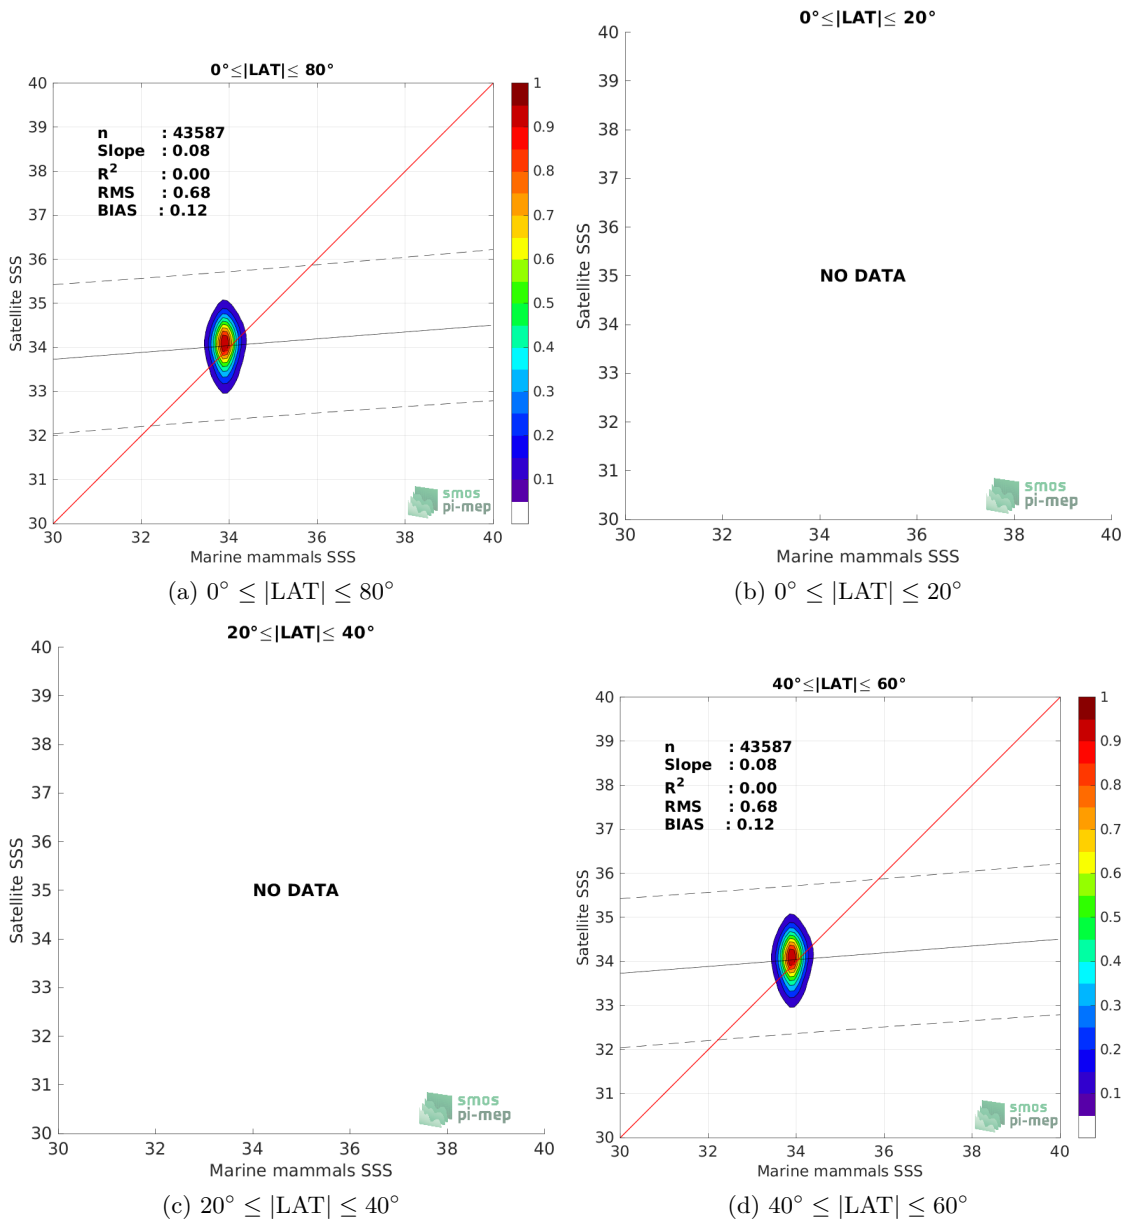 0°≤|LAT|≤ 80°
40
39
38
37
36
35
34
33
32
31
30
Satellite SSS
n : 43587
Slope : 0.08
R² : 0.00
RMS : 0.68
BIAS : 0.12
smos
pi-mep
30 32 34 36 38 40
Marine mammals SSS
1
0.9
0.8
0.7
0.6
0.5
0.4
0.3
0.2
0.1
(a) 0° ≤ |LAT| ≤ 80°
0°≤|LAT|≤ 20°
40
39
38
37
36
35
34
33
32
31
30
Satellite SSS
NO DATA
smos
pi-mep
30 32 34 36 38 40
Marine mammals SSS
(b) 0° ≤ |LAT| ≤ 20°
20°≤|LAT|≤ 40°
40
39
38
37
36
35
34
33
32
31
30
Satellite SSS
NO DATA
smos
pi-mep
30 32 34 36 38 40
Marine mammals SSS
(c) 20° ≤ |LAT| ≤ 40°
40°≤|LAT|≤ 60°
40
39
38
37
36
35
34
33
32
31
30
Satellite SSS
n : 43587
Slope : 0.08
R² : 0.00
RMS : 0.68
BIAS : 0.12
smos
pi-mep
30 32 34 36 38 40
Marine mammals SSS
1
0.9
0.8
0.7
0.6
0.5
0.4
0.3
0.2
0.1
(d) 40° ≤ |LAT| ≤ 60°